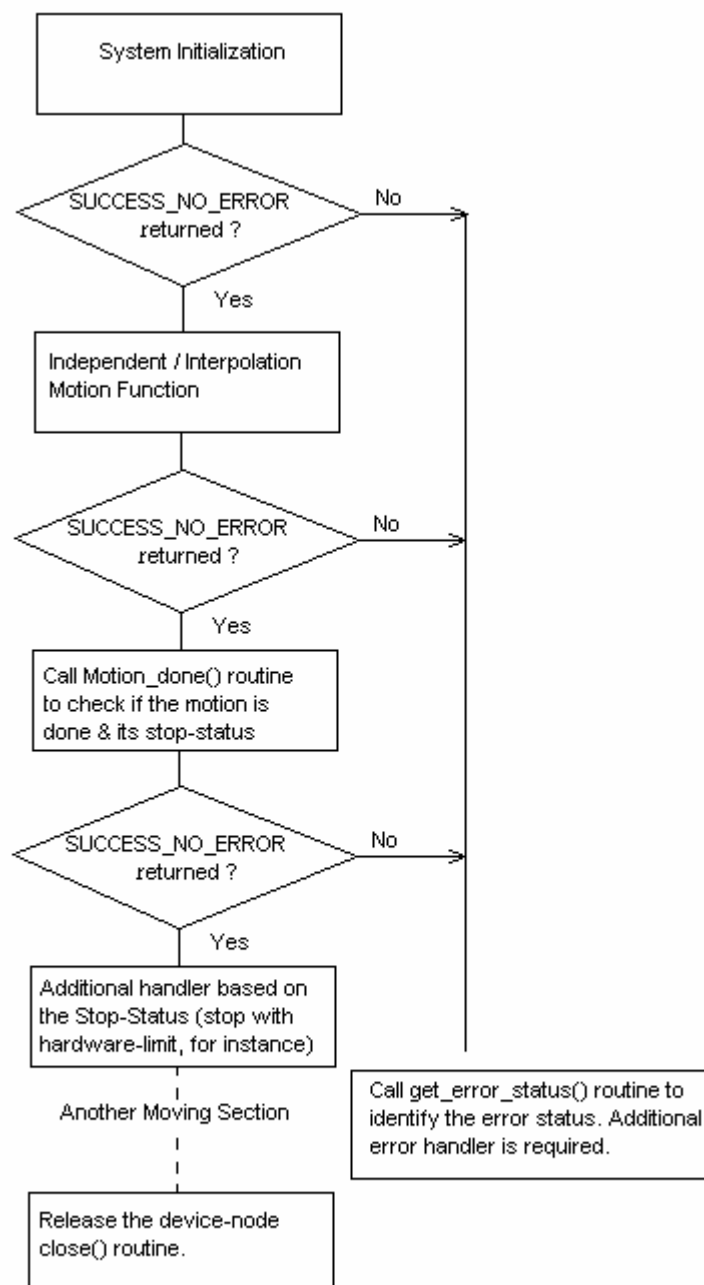 System Initialization
SUCCESS_NO_ERROR
returned ?
No
Yes
Independent / Interpolation
Motion Function
SUCCESS_NO_ERROR
returned ?
No
Yes
Call Motion_done() routine
to check if the motion is
done & its stop-status
SUCCESS_NO_ERROR
returned ?
No
Yes
Additional handler based on
the Stop-Status (stop with
hardware-limit, for instance)
Another Moving Section
Call get_error_status() routine to
identify the error status. Additional
error handler is required.
Release the device-node
close() routine.